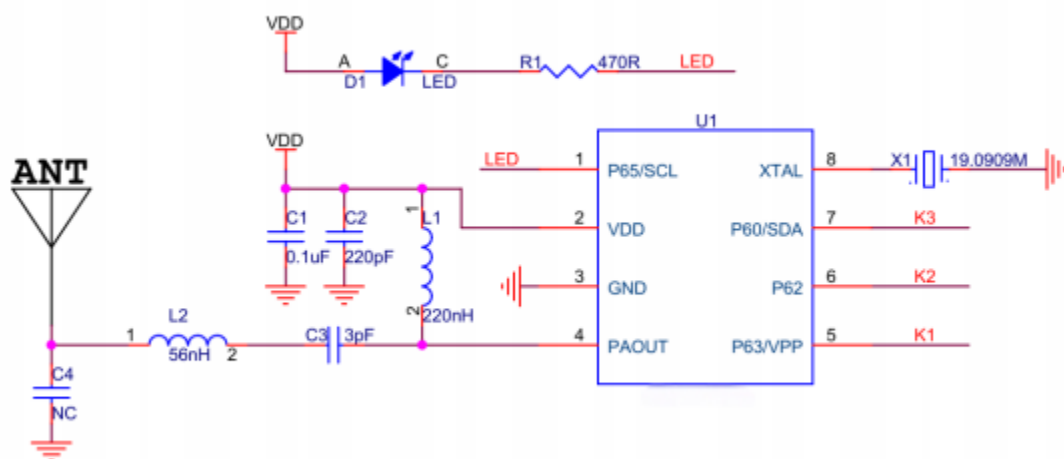 VDD
A
C
D1
LED
R1
470R
LED
U1
VDD
ANT
LED
1
P65/SCL
XTAL
8
X1
19.0909M
C1
C2
1
L1
2
VDD
P60/SDA
7
K3
0.1uF
220pF
3
GND
P62
6
K2
2
220nH
L2
1
56nH
2
C3
3pF
4
PAOUT
P63/VPP
5
K1
C4
NC